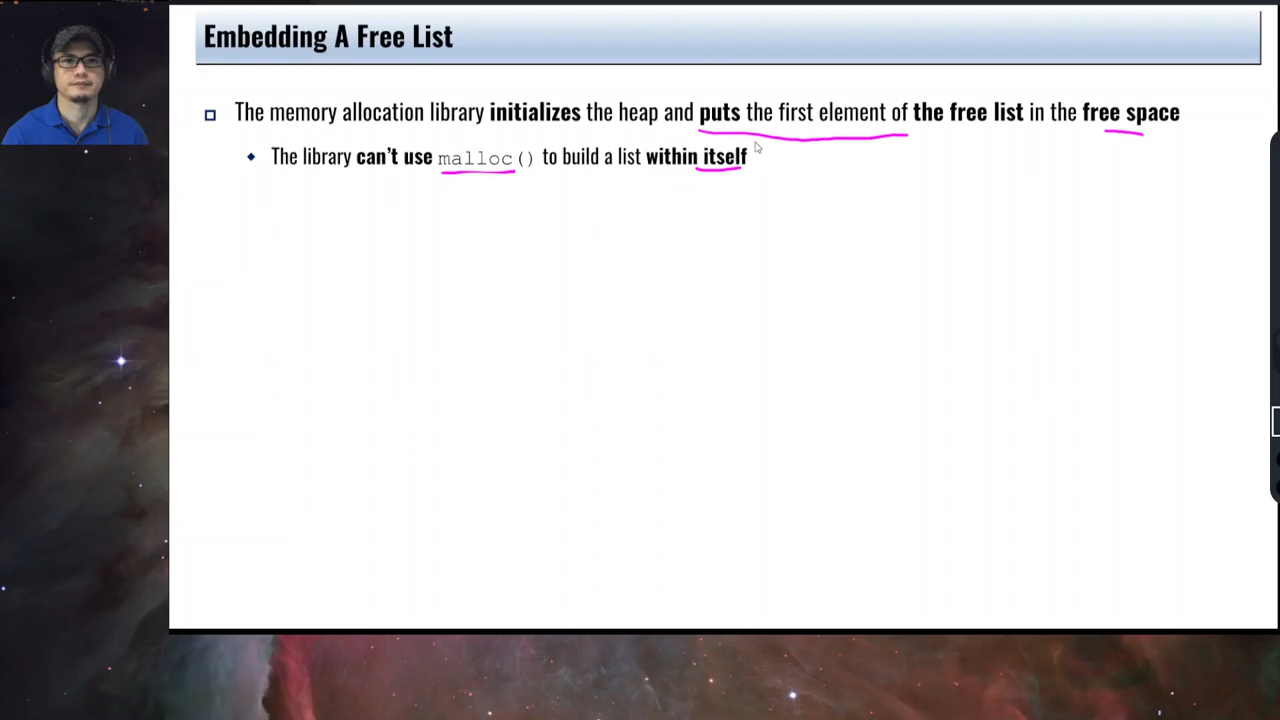 Embedding A Free List
The memory allocation library initializes the heap and puts the first element of the free list in the free space
The library can't use malloc() to build a list within itself